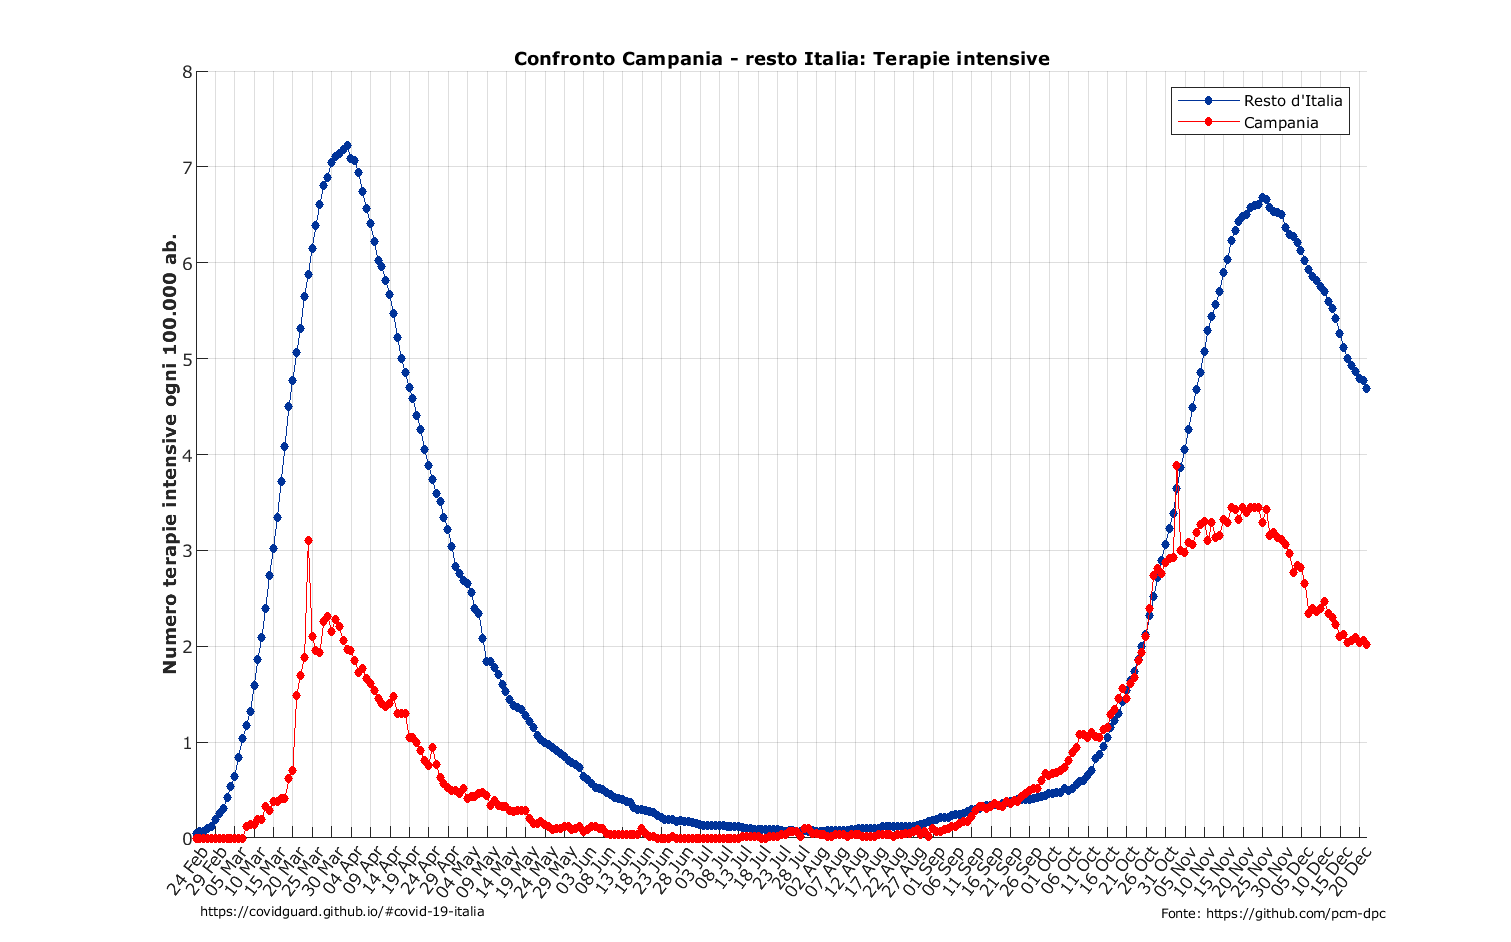 Confronto Campania - resto Italia: Terapie intensive
Resto d'Italia
Campania
Numero terapie intensive ogni 100.000 ab.
8
7
6
5
4
3
2
1
0
24 Feb
29 Feb
05 Mar
10 Mar
15 Mar
20 Mar
25 Mar
30 Mar
04 Apr
09 Apr
14 Apr
19 Apr
24 Apr
29 Apr
04 May
09 May
14 May
19 May
24 May
29 May
03 Jun
08 Jun
13 Jun
18 Jun
23 Jun
28 Jun
03 Jul
08 Jul
13 Jul
18 Jul
23 Jul
28 Jul
02 Aug
07 Aug
12 Aug
17 Aug
22 Aug
27 Aug
01 Sep
06 Sep
11 Sep
16 Sep
21 Sep
26 Sep
01 Oct
06 Oct
11 Oct
16 Oct
21 Oct
26 Oct
31 Oct
05 Nov
10 Nov
15 Nov
20 Nov
25 Nov
30 Nov
05 Dec
10 Dec
15 Dec
20 Dec
https://covidguard.github.io/#covid-19-italia
Fonte: https://github.com/pcm-dpc